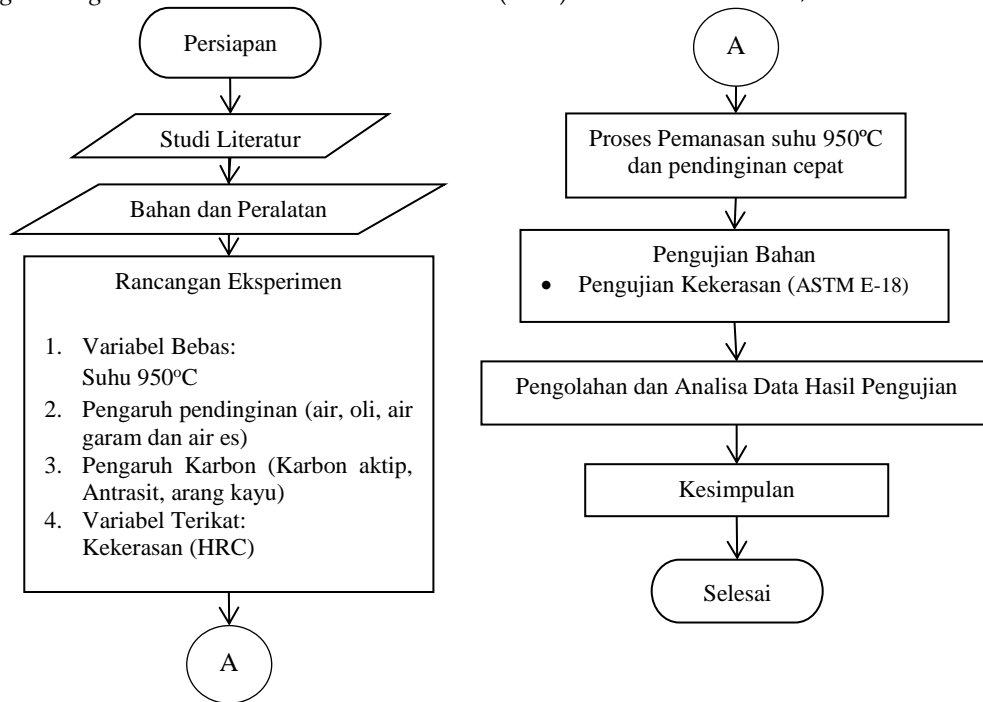 Persiapan
Studi Literatur
Bahan dan Peralatan
Rancangan Eksperimen
1. Variabel Bebas:
Suhu 950°C
2. Pengaruh pendinginan (air, oli, air
garam dan air es)
3. Pengaruh Karbon (Karbon aktip,
Antrasit, arang kayu)
4. Variabel Terikat:
Kekerasan (HRC)
A
A
Proses Pemanasan suhu 950°C
dan pendinginan cepat
Pengujian Bahan
• Pengujian Kekerasan (ASTM E-18)
Pengolahan dan Analisa Data Hasil Pengujian
Kesimpulan
Selesai